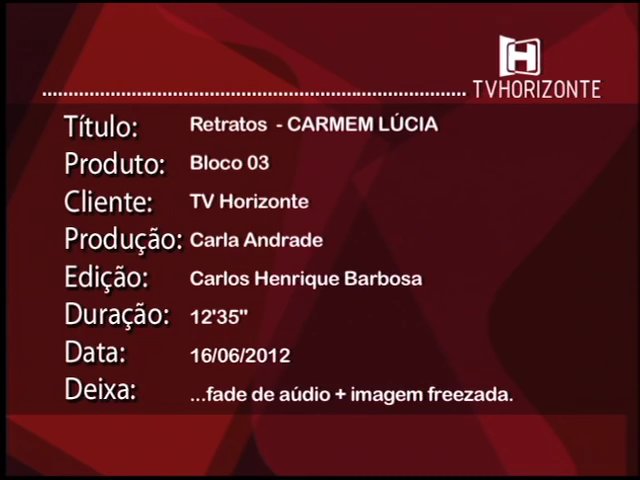 H
TVHORIZONTE
Título: Retratos - CARMEM LÚCIA
Produto: Bloco 03
Cliente: TV Horizonte
Produção: Carla Andrade
Edição: Carlos Henrique Barbosa
Duração: 12'35"
Data: 16/06/2012
Deixa: ...fade de aúdio + imagem freezada.